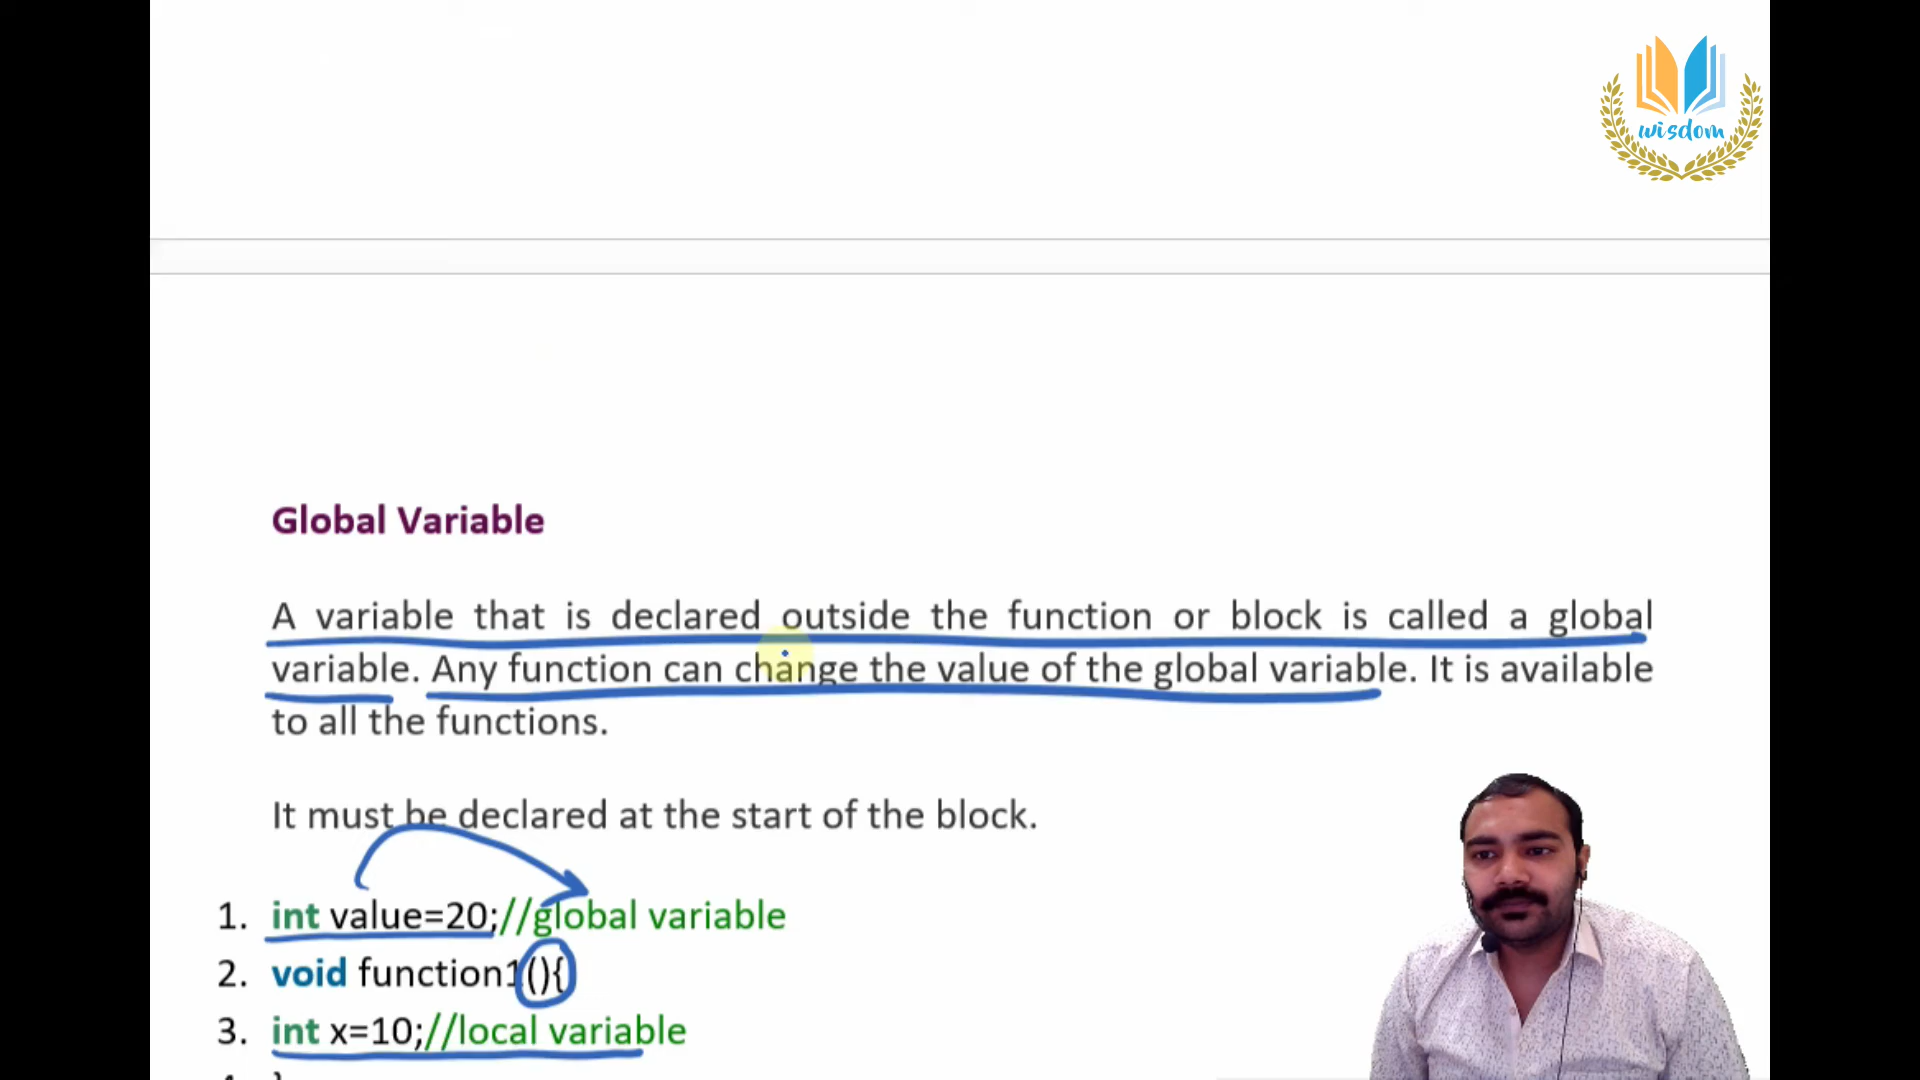 wisdom
Global Variable
A variable that is declared outside the function or block is called a global
variable. Any function can change the value of the global variable. It is available
to all the functions.
It must be declared at the start of the block.
1. int value=20;//global variable
2. void function1(){
3. int x=10;//local variable